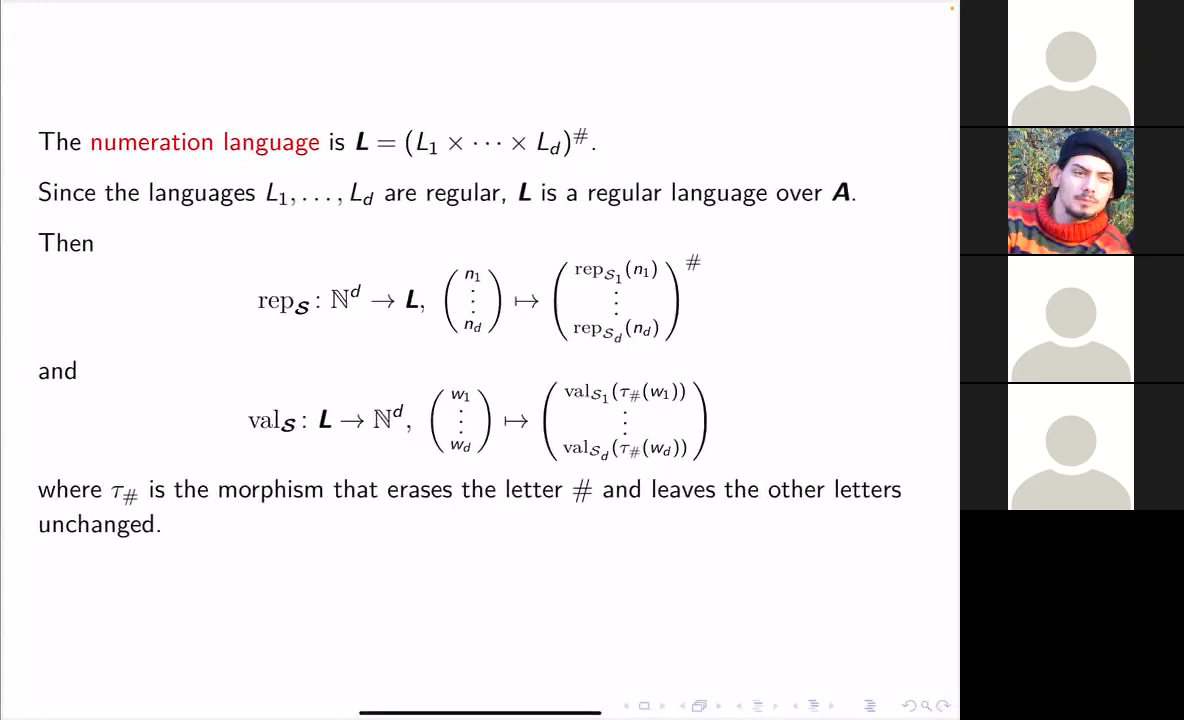 The numeration language is L = (L₁ × ⋯ × L_d)^#.
Since the languages L₁, …, L_d are regular, L is a regular language over A.
Then
rep_S : ℕ^d → L, (n₁ ⋮ n_d) ↦ (rep_{S₁}(n₁) ⋮ rep_{S_d}(n_d))^#
and
val_S : L → ℕ^d, (w₁ ⋮ w_d) ↦ (val_{S₁}(τ_#(w₁)) ⋮ val_{S_d}(τ_#(w_d)))
where τ_# is the morphism that erases the letter # and leaves the other letters
unchanged.